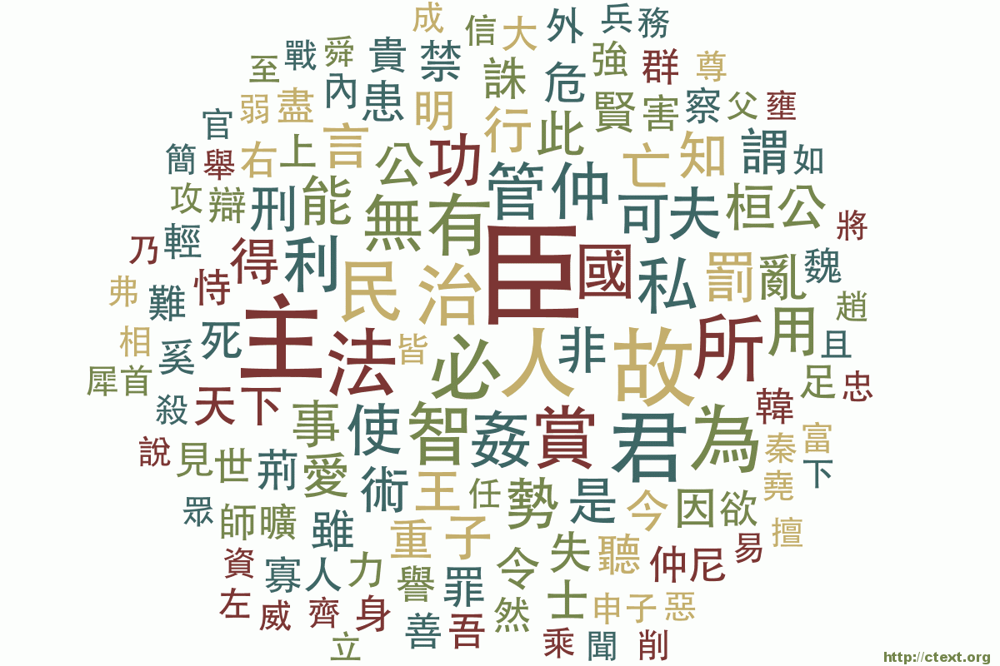 成 信 大 外 兵 務
至 戰 舜 貴 禁 誅 危 強 群 尊
官 弱 盡 內 患 明 行 此 賢 害 察 父 壅
簡 舉 右 上 言 公 功 管 仲 亡 知 謂 如
攻 辯 刑 能 無 有 可 夫 桓公
乃 輕 得 利 民 治 臣 國 私 罰 亂 魏 將
弗 難 恃 趙
相 奚 死 主 法 皆 必 人 非 故 所 用 且
犀首 足 忠
殺 天下 事 使 智 姦 賞 君 為 韓
說 見 世 荊 愛 秦 富 下
眾 師曠 雖 術 王 任 勢 是 今 因 欲 堯
資 寡人 力 重 子 令 失 聽 仲尼 易 擅
左 威 齊 身 譽 罪 然 士 申子 惡
立 善 吾 乘 聞 削
http://ctext.org